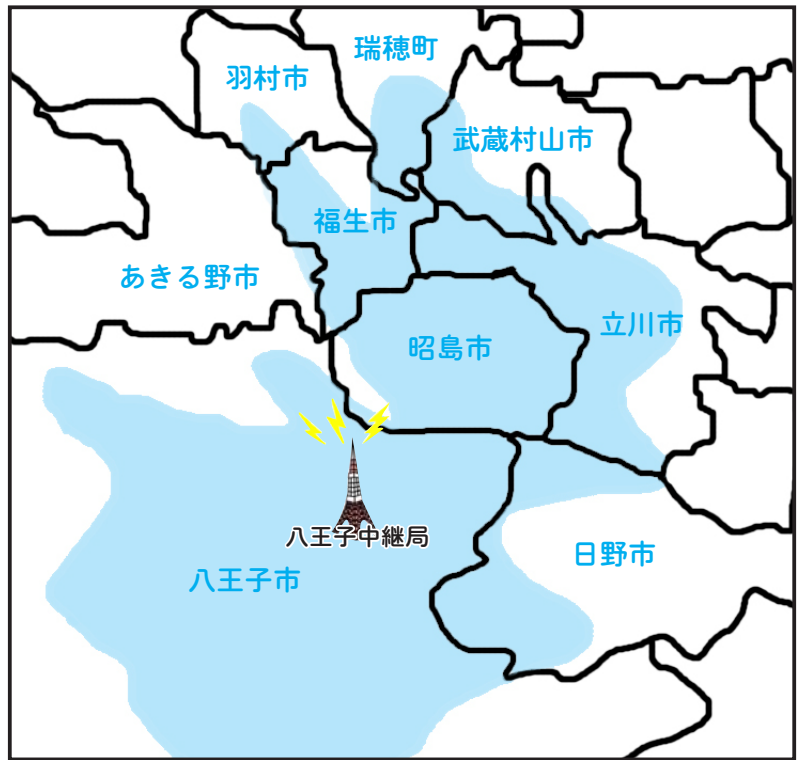 瑞穂町
羽村市
武蔵村山市
福生市
あきる野市
立川市
昭島市
八王子中継局
日野市
八王子市